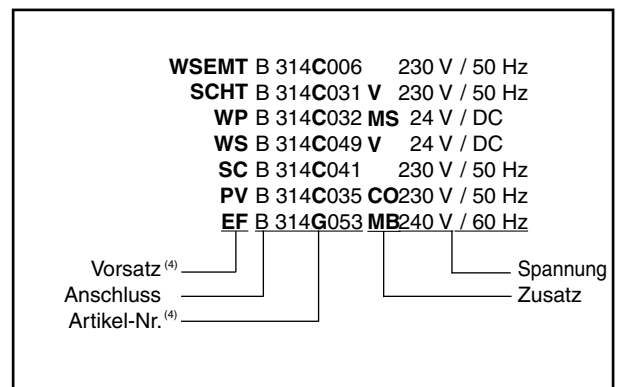 WSEMT B 314C006 230 V / 50 Hz
SCHT B 314C031 V 230 V / 50 Hz
WP B 314C032 MS 24 V / DC
WS B 314C049 V 24 V / DC
SC B 314C041 230 V / 50 Hz
PV B 314C035 CO230 V / 50 Hz
EF B 314G053 MB240 V / 60 Hz
Vorsatz (4) Spannung
Anschluss Zusatz
Artikel-Nr. (4)